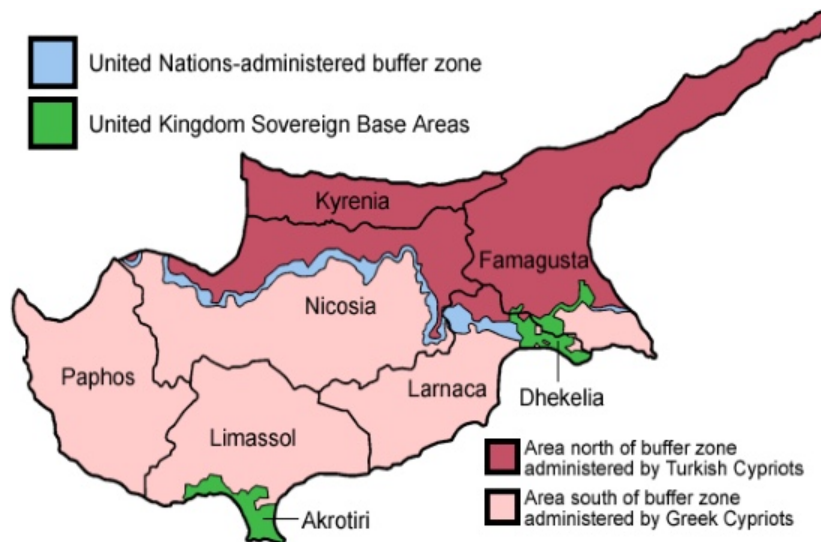 United Nations-administered buffer zone
United Kingdom Sovereign Base Areas
Kyrenia
Famagusta
Nicosia
Paphos
Larnaca
Dhekelia
Limassol
Akrotiri
Area north of buffer zone
administered by Turkish Cypriots
Area south of buffer zone
administered by Greek Cypriots